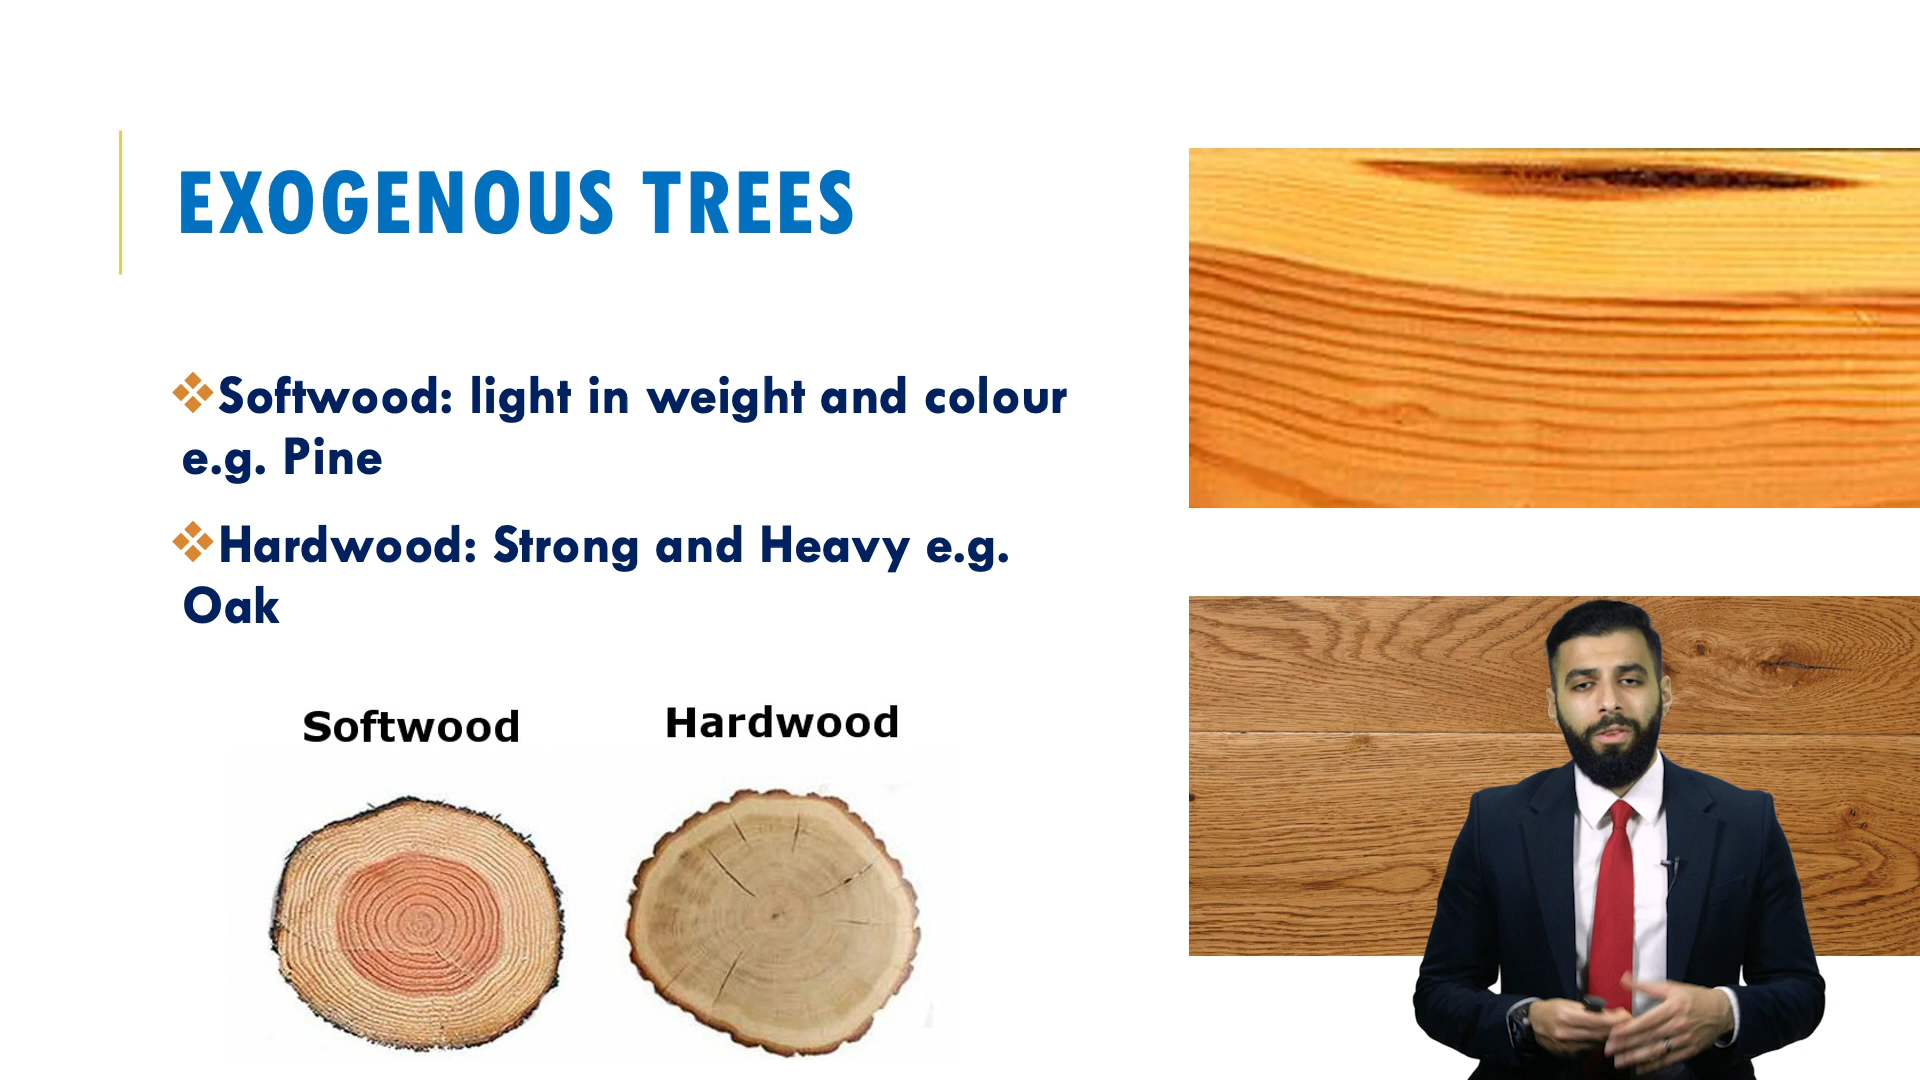 EXOGENOUS TREES
❖Softwood: light in weight and colour
e.g. Pine
❖Hardwood: Strong and Heavy e.g.
Oak
Softwood
Hardwood